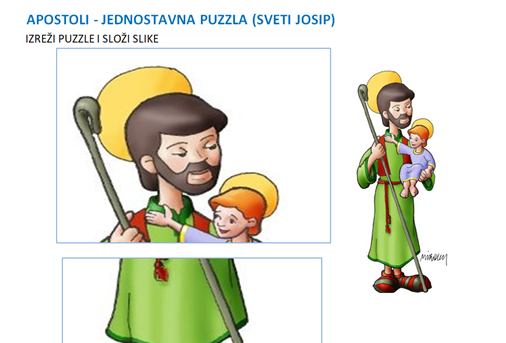 APOSTOLI - JEDNOSTAVNA PUZZLA (SVETI JOSIP)
IZREŽI PUZZLE I SLOŽI SLIKE